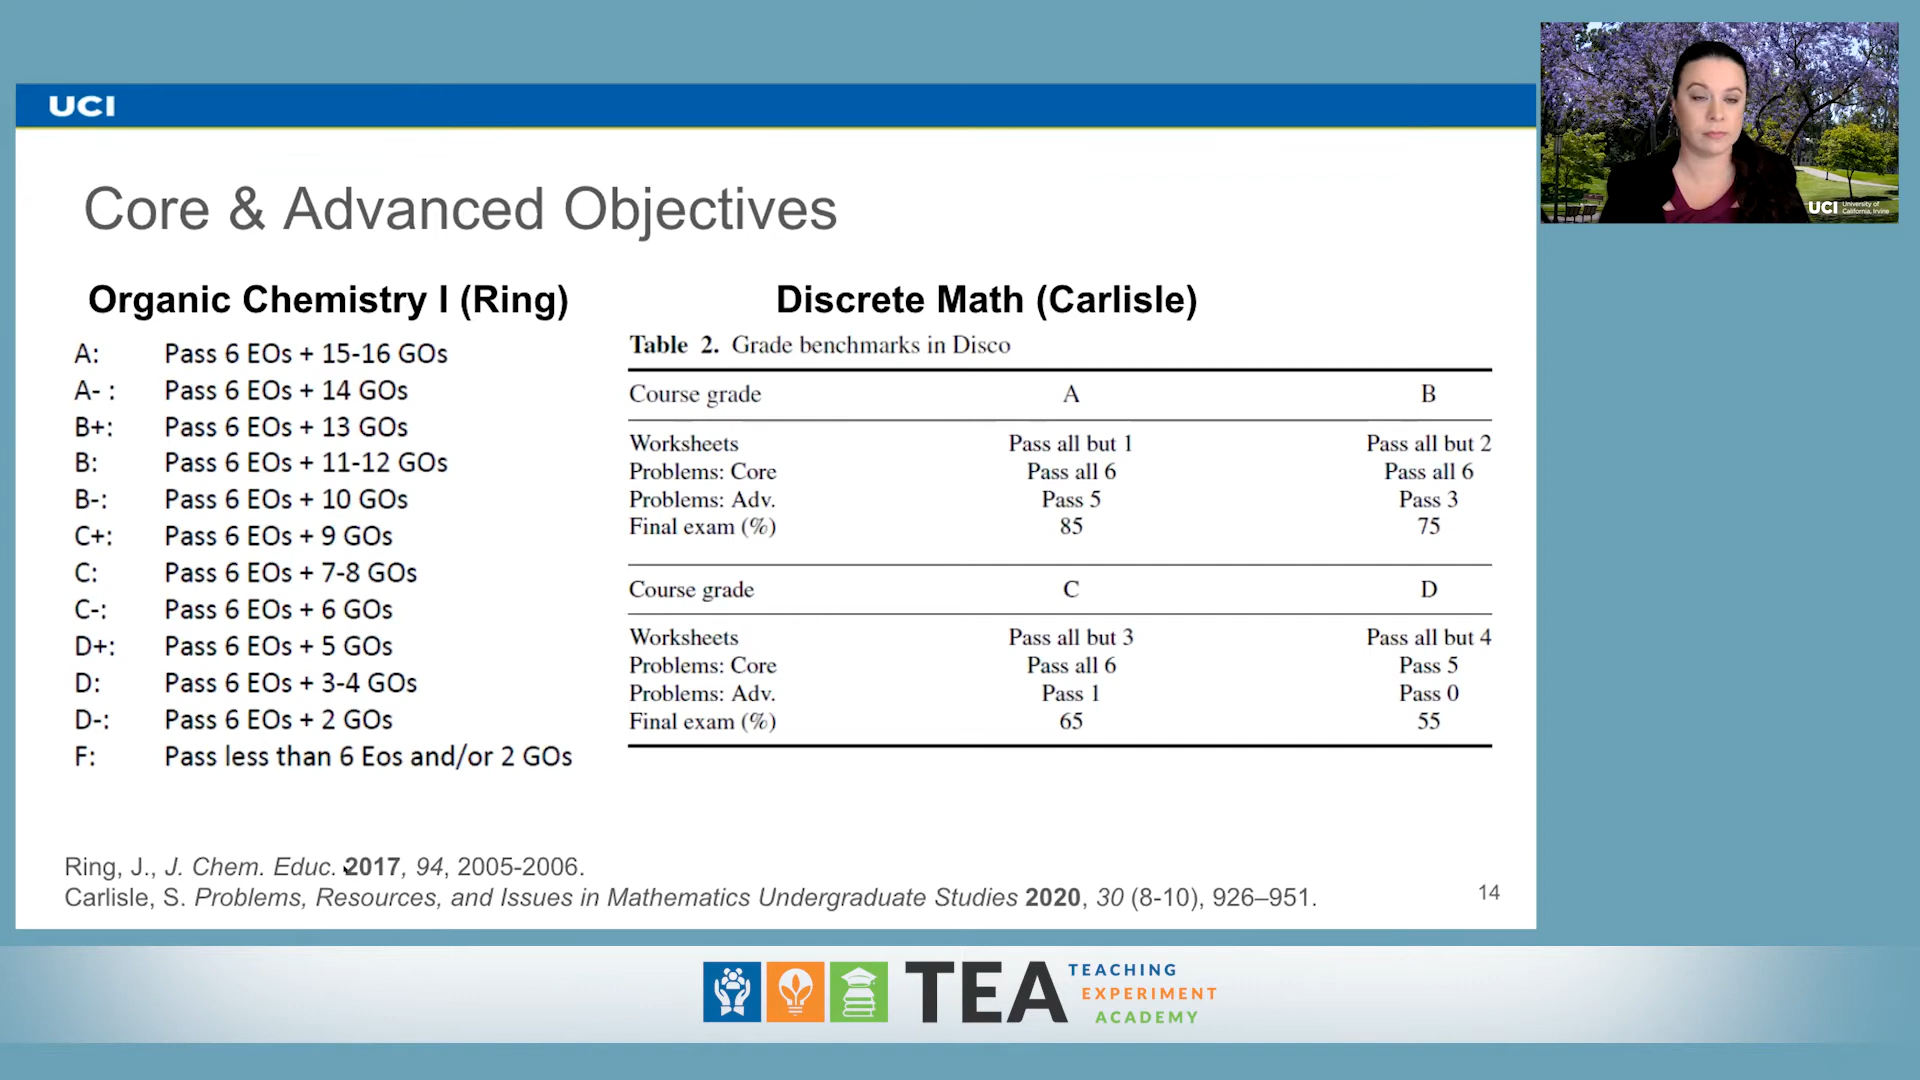 UCI
Core & Advanced Objectives
Organic Chemistry I (Ring)
A: Pass 6 EOs + 15-16 GOs
A- : Pass 6 EOs + 14 GOs
B+: Pass 6 EOs + 13 GOs
B: Pass 6 EOs + 11-12 GOs
B-: Pass 6 EOs + 10 GOs
C+: Pass 6 EOs + 9 GOs
C: Pass 6 EOs + 7-8 GOs
C-: Pass 6 EOs + 6 GOs
D+: Pass 6 EOs + 5 GOs
D: Pass 6 EOs + 3-4 GOs
D-: Pass 6 EOs + 2 GOs
F: Pass less than 6 Eos and/or 2 GOs
Discrete Math (Carlisle)
Table 2. Grade benchmarks in Disco
Course grade A B
Worksheets Pass all but 1 Pass all but 2
Problems: Core Pass all 6 Pass all 6
Problems: Adv. Pass 5 Pass 3
Final exam (%) 85 75
Course grade C D
Worksheets Pass all but 3 Pass all but 4
Problems: Core Pass all 6 Pass 5
Problems: Adv. Pass 1 Pass 0
Final exam (%) 65 55
Ring, J., J. Chem. Educ. 2017, 94, 2005-2006.
Carlisle, S. Problems, Resources, and Issues in Mathematics Undergraduate Studies 2020, 30 (8-10), 926–951.
14
UCI University of
California, Irvine
TEA TEACHING
EXPERIMENT
ACADEMY